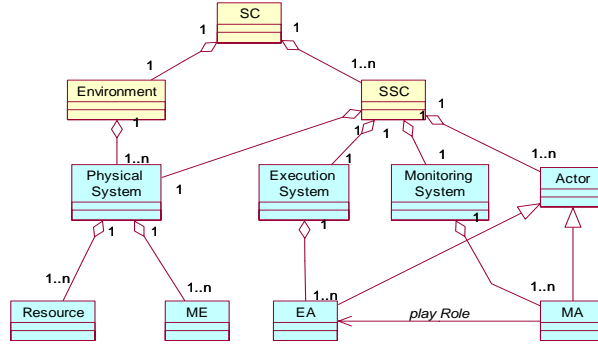 SC
1
1
1
1..n
Environment
SSC
1
1
1
1
1
1..n
1
1
1
1..n
Physical
System
Execution
System
Monitoring
System
Actor
1
1
1
1
1..n
1..n
1..n
1..n
Resource
ME
EA
play Role
MA